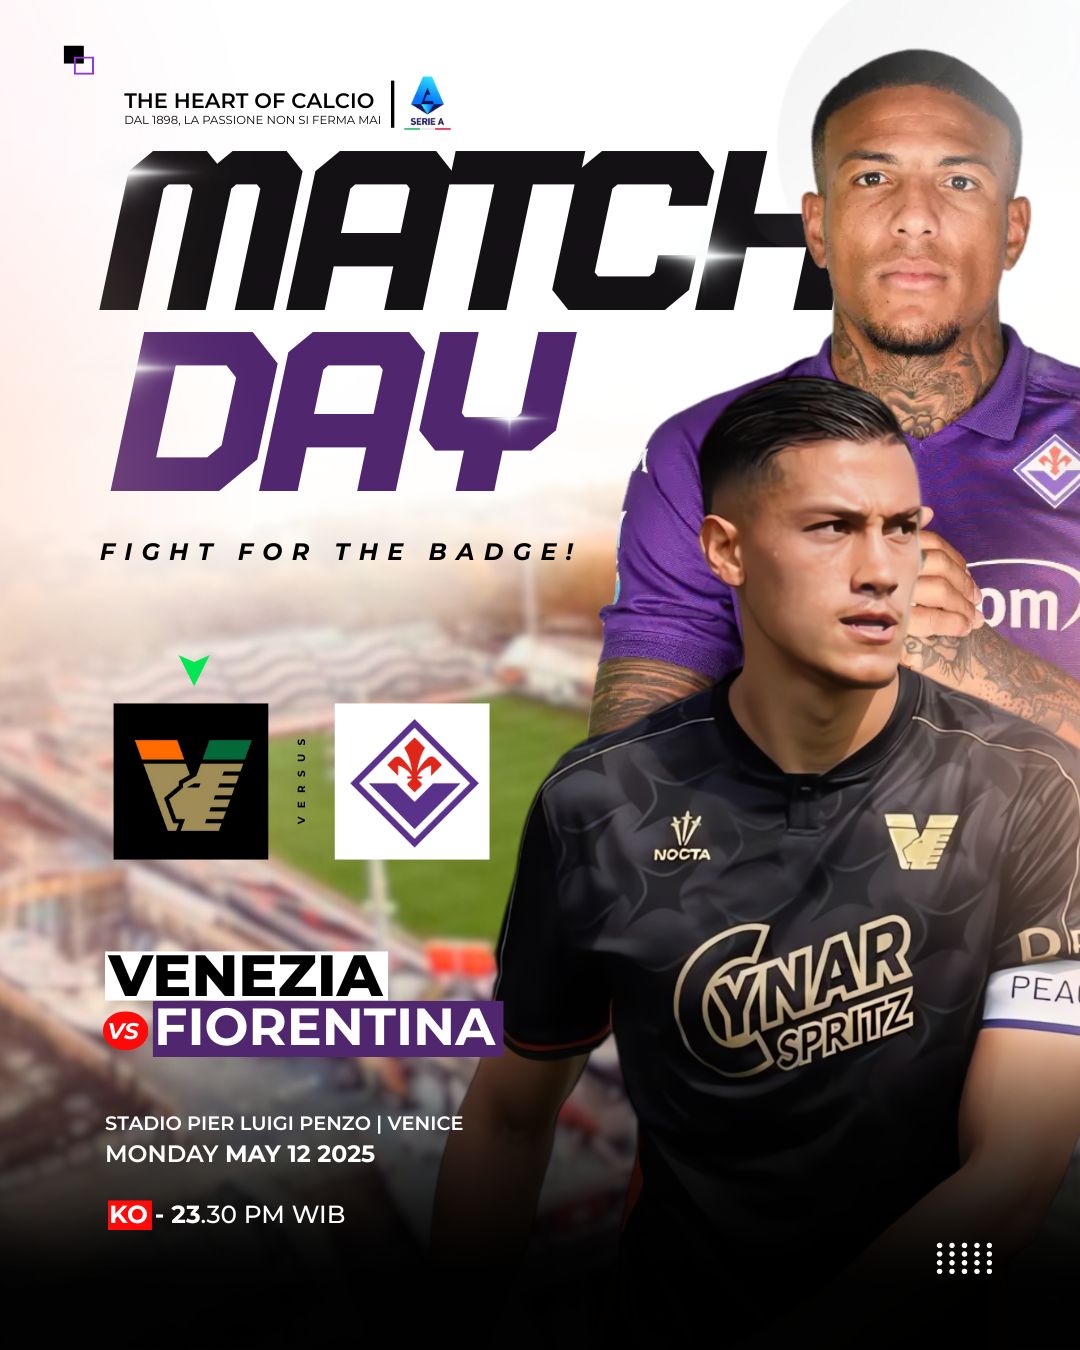 THE HEART OF CALCIO
DAL 1898, LA PASSIONE NON SI FERMA MAI
SERIE A
MATCH
DAY
FIGHT FOR THE BADGE!
om
VERSUS
NOCTA
CYNAR
SPRITZ
PEA
VENEZIA
VS FIORENTINA
STADIO PIER LUIGI PENZO | VENICE
MONDAY MAY 12 2025
KO - 23.30 PM WIB